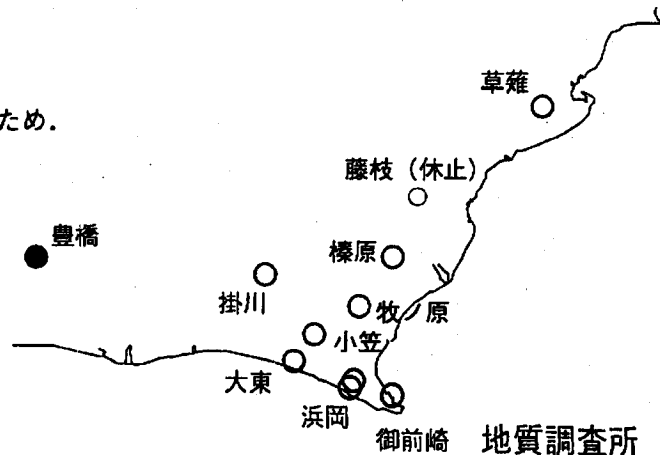 草薙
ため．
藤枝（休止）
豊橋
榛原
掛川
牧ノ原
小笠
大東
浜岡
御前崎
地質調査所